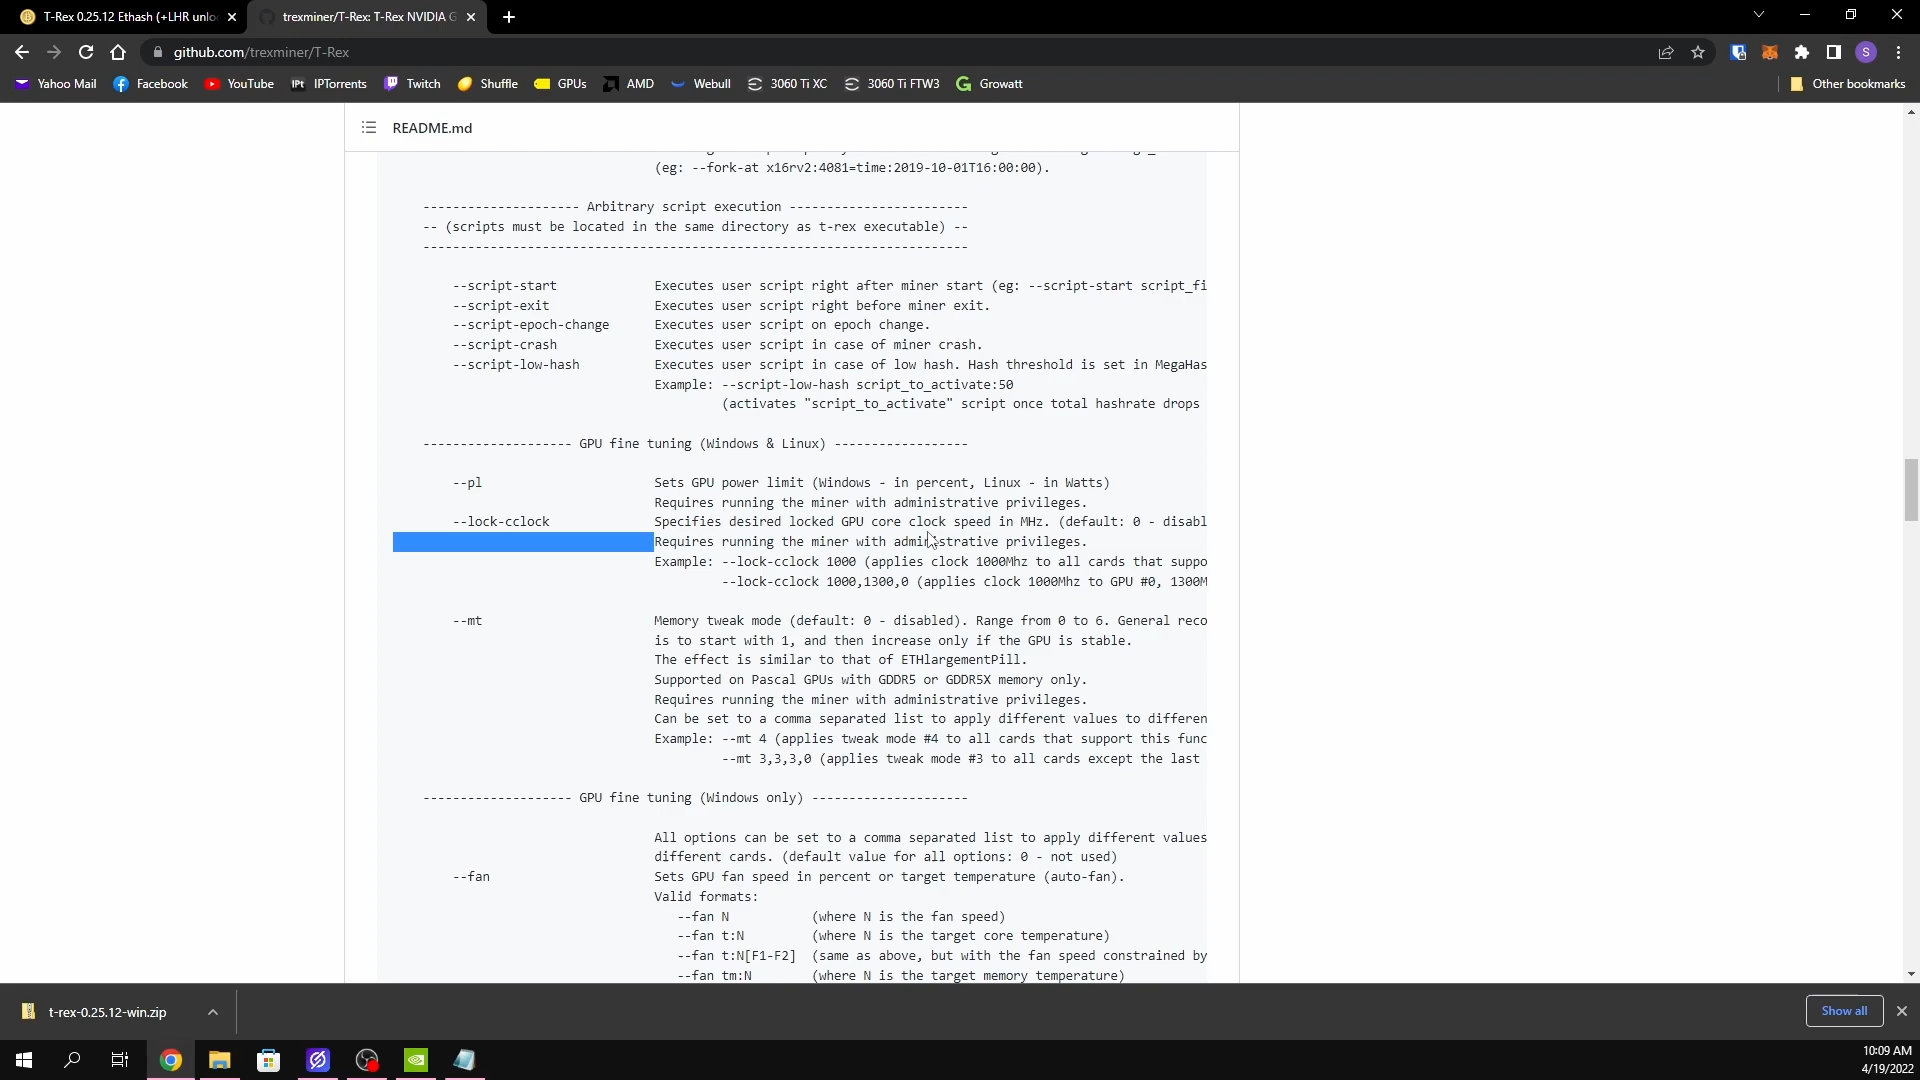 T-Rex 0.25.12 Ethash (+LHR unlo
trexminer/T-Rex: T-Rex NVIDIA G
github.com/trexminer/T-Rex
S
Yahoo Mail
Facebook
YouTube
IPT
IPTorrents
Twitch
Shuffle
GPUs
AMD
Webull
3060 Ti XC
3060 Ti FTW3
Growatt
Other bookmarks
README.md
(eg: --fork-at x16rv2:4081=time:2019-10-01T16:00:00).
--------------------- Arbitrary script execution ------------------------
-- (scripts must be located in the same directory as t-rex executable) --
-------------------------------------------------------------------------
--script-start Executes user script right after miner start (eg: --script-start script_fi
--script-exit Executes user script right before miner exit.
--script-epoch-change Executes user script on epoch change.
--script-crash Executes user script in case of miner crash.
--script-low-hash Executes user script in case of low hash. Hash threshold is set in MegaHas
Example: --script-low-hash script_to_activate:50
(activates "script_to_activate" script once total hashrate drops
-------------------- GPU fine tuning (Windows & Linux) ------------------
--pl Sets GPU power limit (Windows - in percent, Linux - in Watts)
Requires running the miner with administrative privileges.
--lock-cclock Specifies desired locked GPU core clock speed in MHz. (default: 0 - disabl
Requires running the miner with administrative privileges.
Example: --lock-cclock 1000 (applies clock 1000Mhz to all cards that suppo
--lock-cclock 1000,1300,0 (applies clock 1000Mhz to GPU #0, 1300M
--mt Memory tweak mode (default: 0 - disabled). Range from 0 to 6. General reco
is to start with 1, and then increase only if the GPU is stable.
The effect is similar to that of ETHlargementPill.
Supported on Pascal GPUs with GDDR5 or GDDR5X memory only.
Requires running the miner with administrative privileges.
Can be set to a comma separated list to apply different values to differen
Example: --mt 4 (applies tweak mode #4 to all cards that support this func
--mt 3,3,3,0 (applies tweak mode #3 to all cards except the last
-------------------- GPU fine tuning (Windows only) ---------------------
All options can be set to a comma separated list to apply different values
different cards. (default value for all options: 0 - not used)
--fan Sets GPU fan speed in percent or target temperature (auto-fan).
Valid formats:
--fan N (where N is the fan speed)
--fan t:N (where N is the target core temperature)
--fan t:N[F1-F2] (same as above, but with the fan speed constrained by
--fan tm:N (where N is the target memory temperature)
t-rex-0.25.12-win.zip
Show all
10:09 AM
4/19/2022